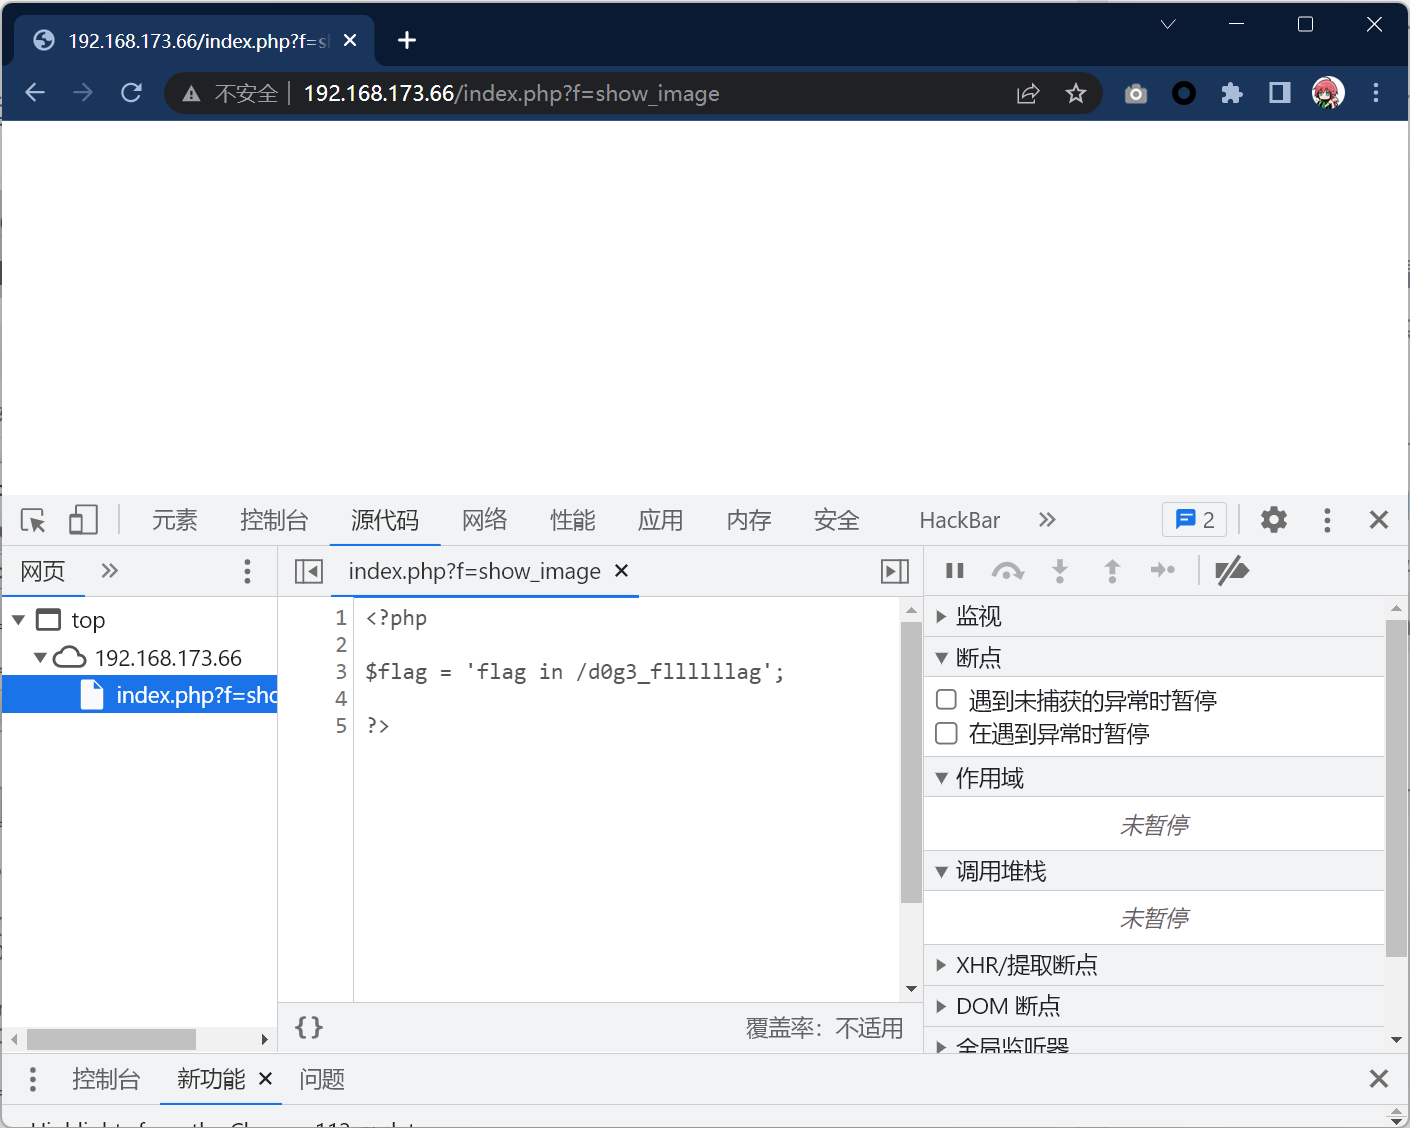 192.168.173.66/index.php?f=s
不安全
192.168.173.66/index.php?f=show_image
元素 控制台 源代码 网络 性能 应用 内存 安全 HackBar 2
网页
index.php?f=show_image
top
192.168.173.66
index.php?f=sho
1 <?php
2
3 $flag = 'flag in /d0g3_fllllllag';
4
5 ?>
{}
覆盖率：不适用
监视
断点
遇到未捕获的异常时暂停
在遇到异常时暂停
作用域
未暂停
调用堆栈
未暂停
XHR/提取断点
DOM 断点
全局监听器
控制台 新功能 问题
Highlights from the Chrome 113 update